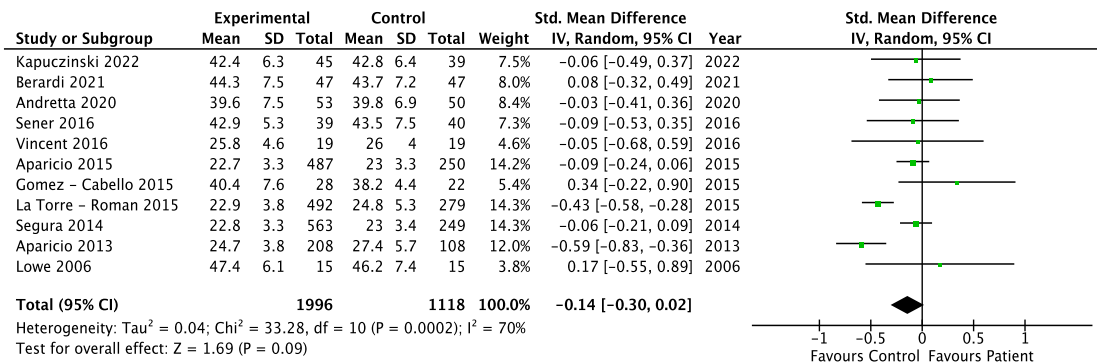 Experimental Control Std. Mean Difference Std. Mean Difference
Study or Subgroup Mean SD Total Mean SD Total Weight IV, Random, 95% CI Year IV, Random, 95% CI
Kapuczinski 2022 42.4 6.3 45 42.8 6.4 39 7.5% -0.06 [-0.49, 0.37] 2022
Berardi 2021 44.3 7.5 47 43.7 7.2 47 8.0% 0.08 [-0.32, 0.49] 2021
Andretta 2020 39.6 7.5 53 39.8 6.9 50 8.4% -0.03 [-0.41, 0.36] 2020
Sener 2016 42.9 5.3 39 43.5 7.5 40 7.3% -0.09 [-0.53, 0.35] 2016
Vincent 2016 25.8 4.6 19 26 4 19 4.6% -0.05 [-0.68, 0.59] 2016
Aparicio 2015 22.7 3.3 487 23 3.3 250 14.2% -0.09 [-0.24, 0.06] 2015
Gomez – Cabello 2015 40.4 7.6 28 38.2 4.4 22 5.4% 0.34 [-0.22, 0.90] 2015
La Torre – Roman 2015 22.9 3.8 492 24.8 5.3 279 14.3% -0.43 [-0.58, -0.28] 2015
Segura 2014 22.8 3.3 563 23 3.4 249 14.3% -0.06 [-0.21, 0.09] 2014
Aparicio 2013 24.7 3.8 208 27.4 5.7 108 12.0% -0.59 [-0.83, -0.36] 2013
Lowe 2006 47.4 6.1 15 46.2 7.4 15 3.8% 0.17 [-0.55, 0.89] 2006
Total (95% CI) 1996 1118 100.0% -0.14 [-0.30, 0.02]
Heterogeneity: Tau² = 0.04; Chi² = 33.28, df = 10 (P = 0.0002); I² = 70%
Test for overall effect: Z = 1.69 (P = 0.09)
-1 -0.5 0 0.5 1
Favours Control Favours Patient